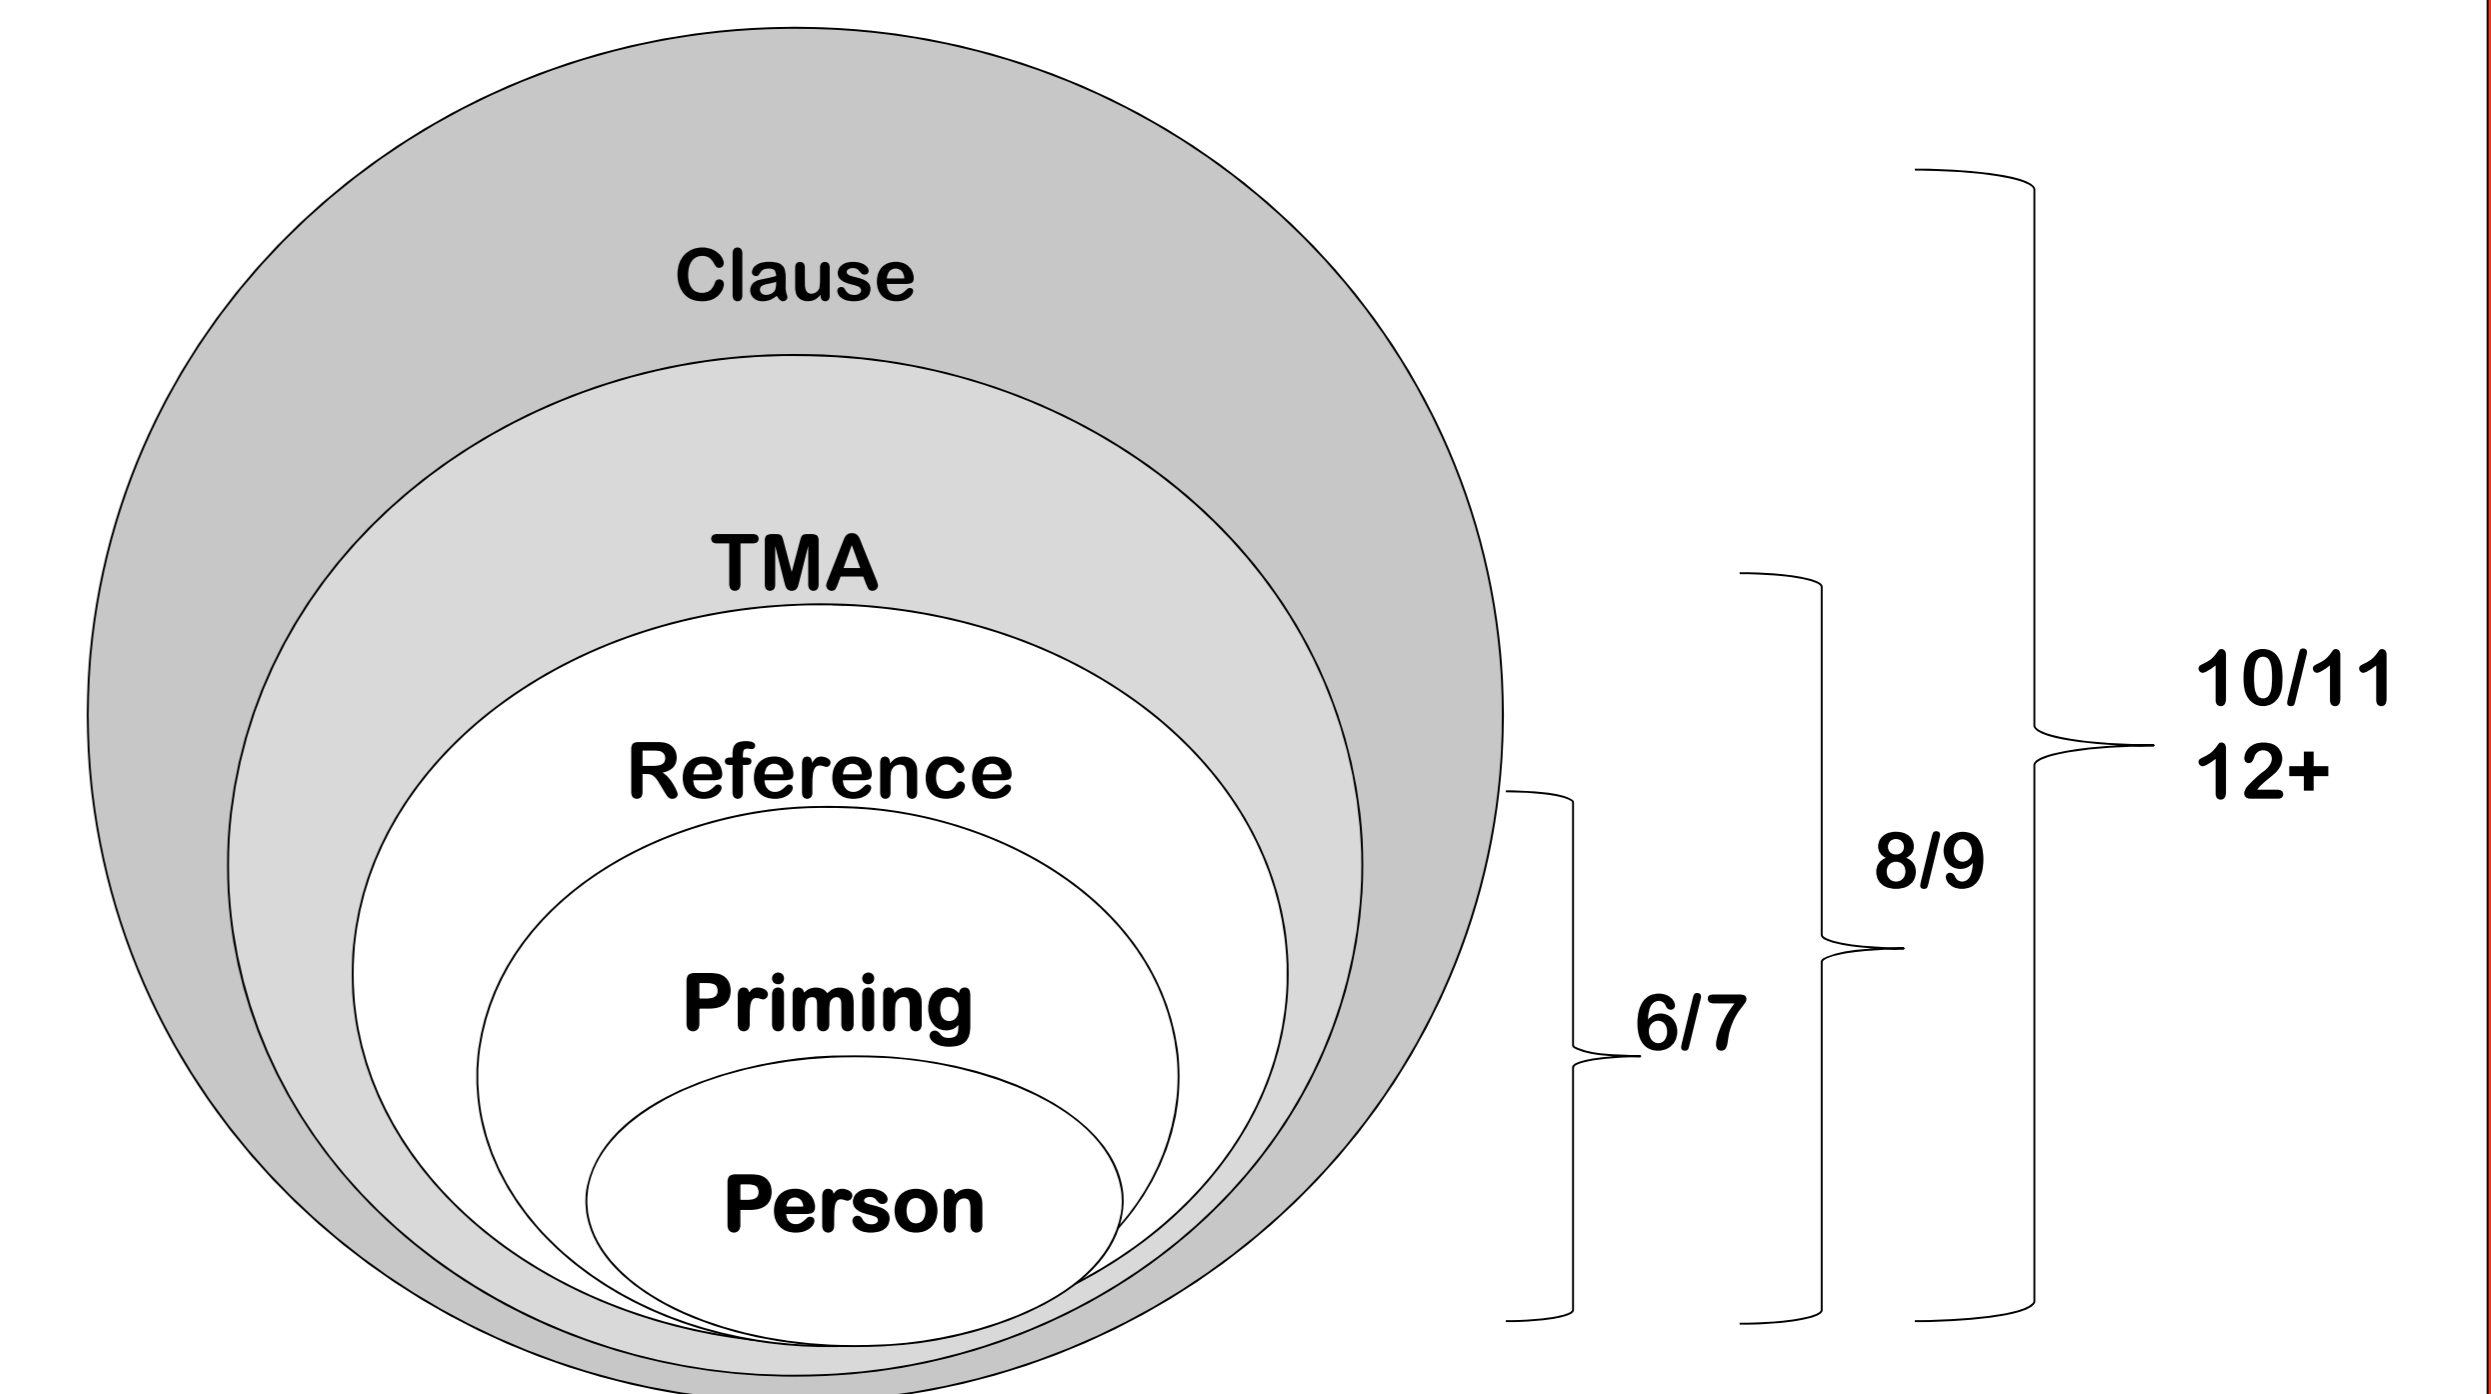 Clause
TMA
Reference
Priming
Person
6/7
8/9
10/11
12+